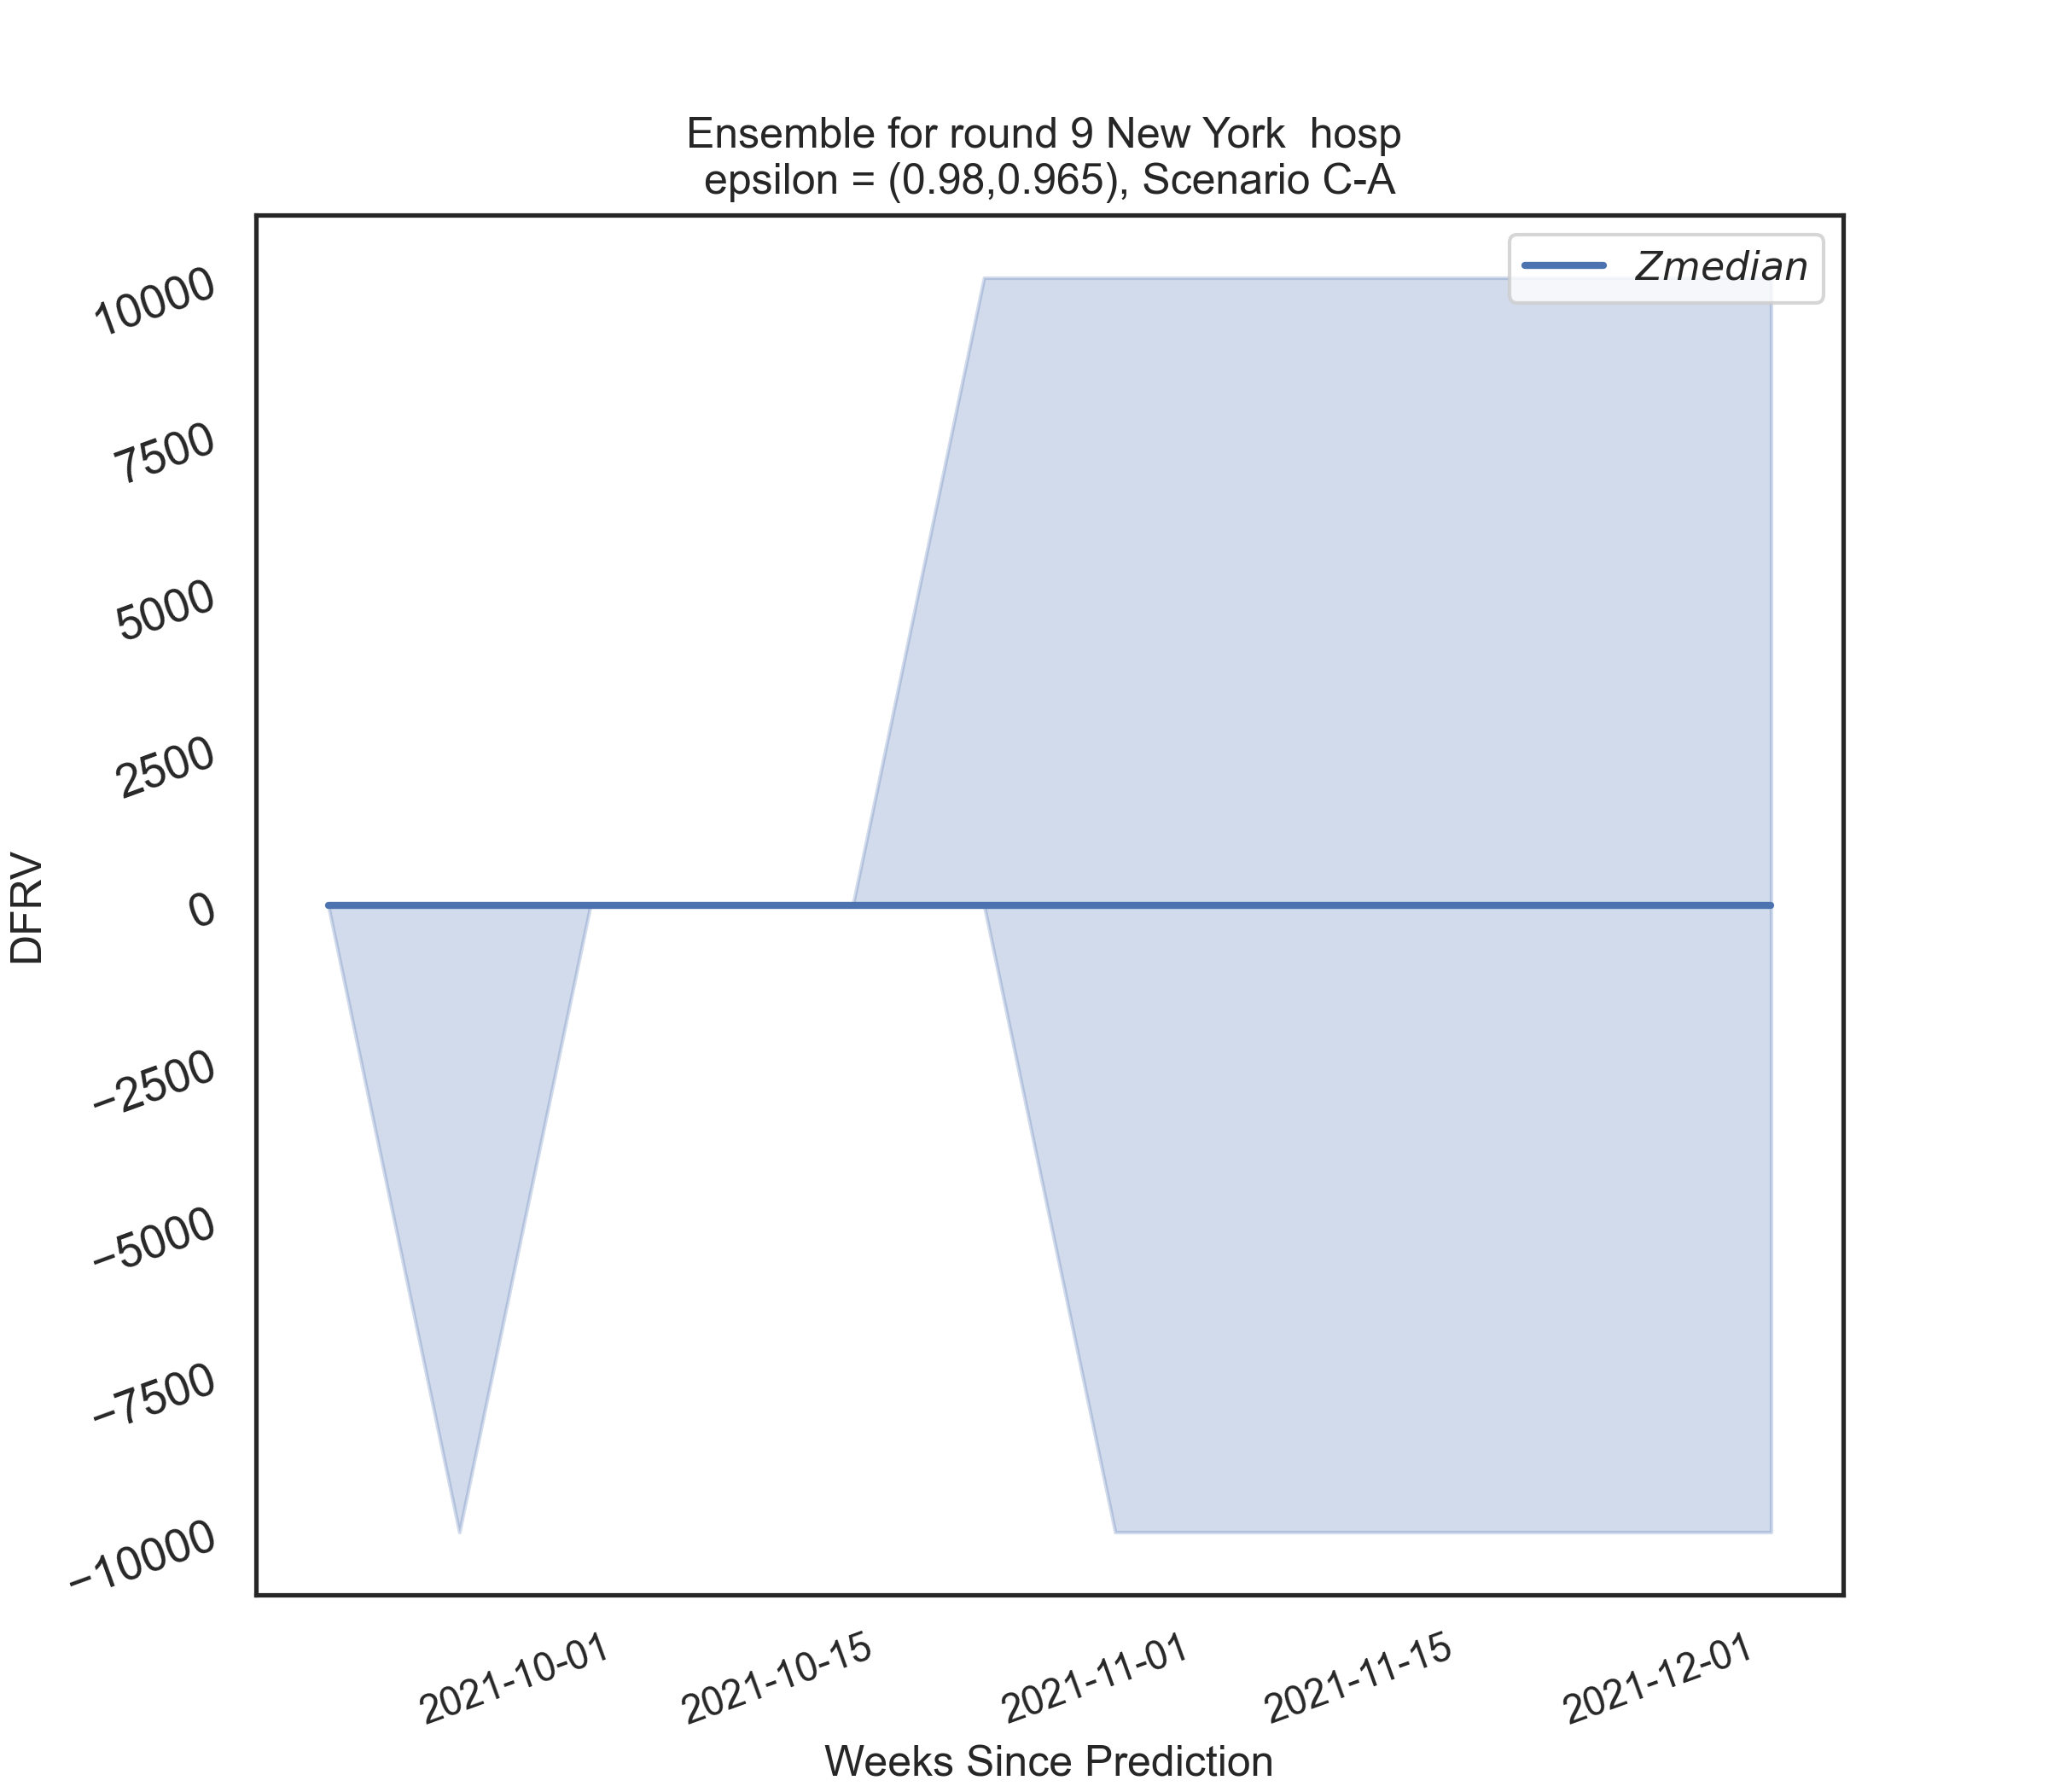 Ensemble for round 9 New York  hosp
epsilon = (0.98,0.965), Scenario C-A
Zmedian
10000
7500
5000
2500
0
−2500
−5000
−7500
−10000
DFRV
2021-10-01
2021-10-15
2021-11-01
2021-11-15
2021-12-01
Weeks Since Prediction